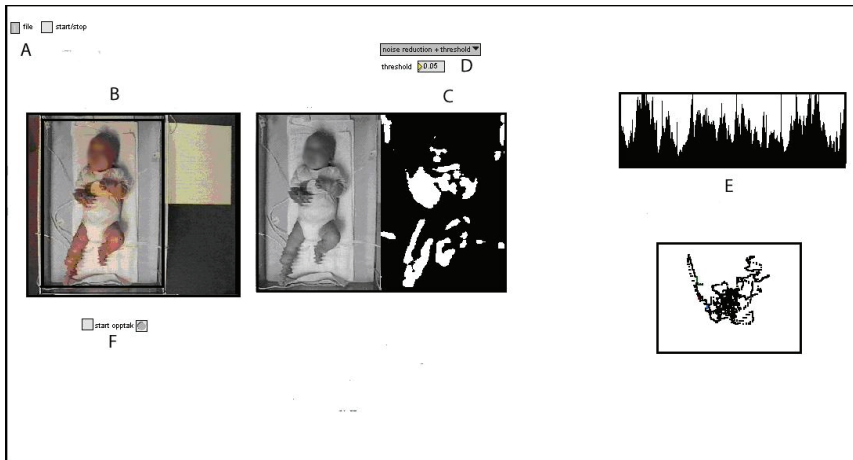 file start/stop
A
noise reduction + threshold
threshold 0.05 D
B C
E
start opptak
F